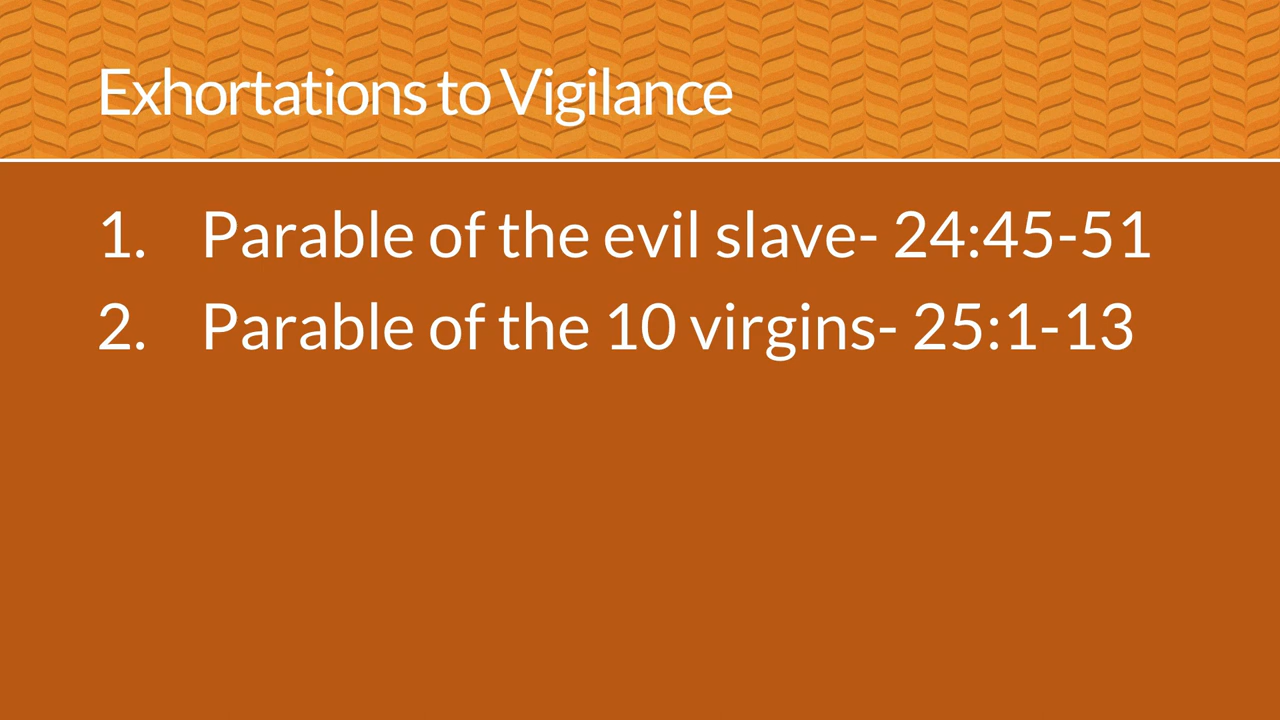 Exhortations to Vigilance
1. Parable of the evil slave- 24:45-51
2. Parable of the 10 virgins- 25:1-13